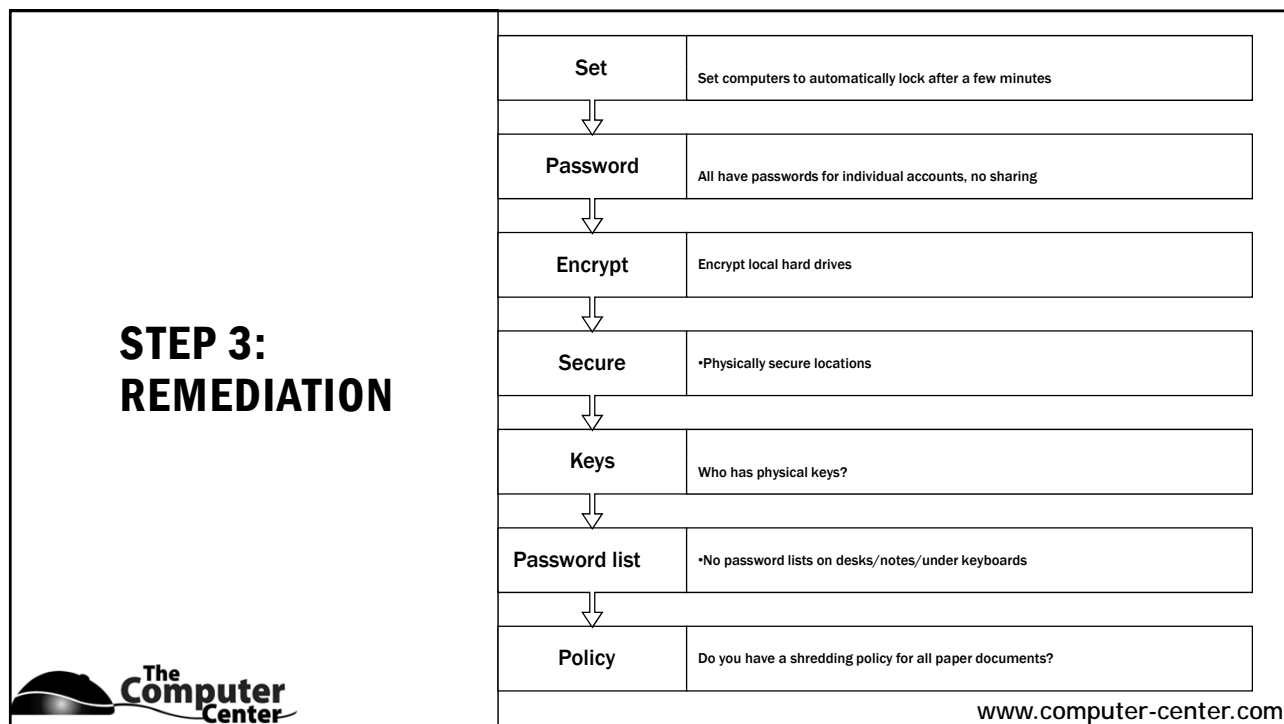 STEP 3:
REMEDIATION
Set
Set computers to automatically lock after a few minutes
Password
All have passwords for individual accounts, no sharing
Encrypt
Encrypt local hard drives
Secure
•Physically secure locations
Keys
Who has physical keys?
Password list
•No password lists on desks/notes/under keyboards
Policy
Do you have a shredding policy for all paper documents?
The
Computer
Center
www.computer-center.com